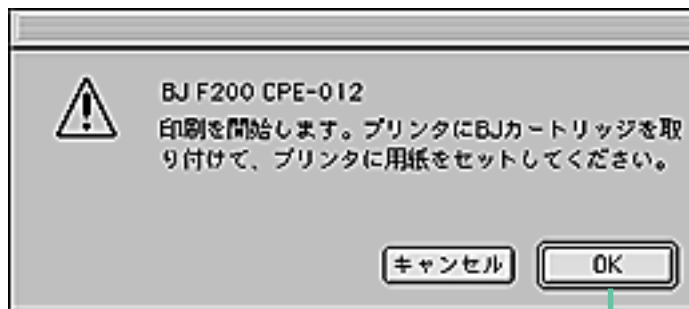 BJ F200 CPE-012
印刷を開始します。プリンタにBJカートリッジを取
り付けて、プリンタに用紙をセットしてください。
キャンセル
OK